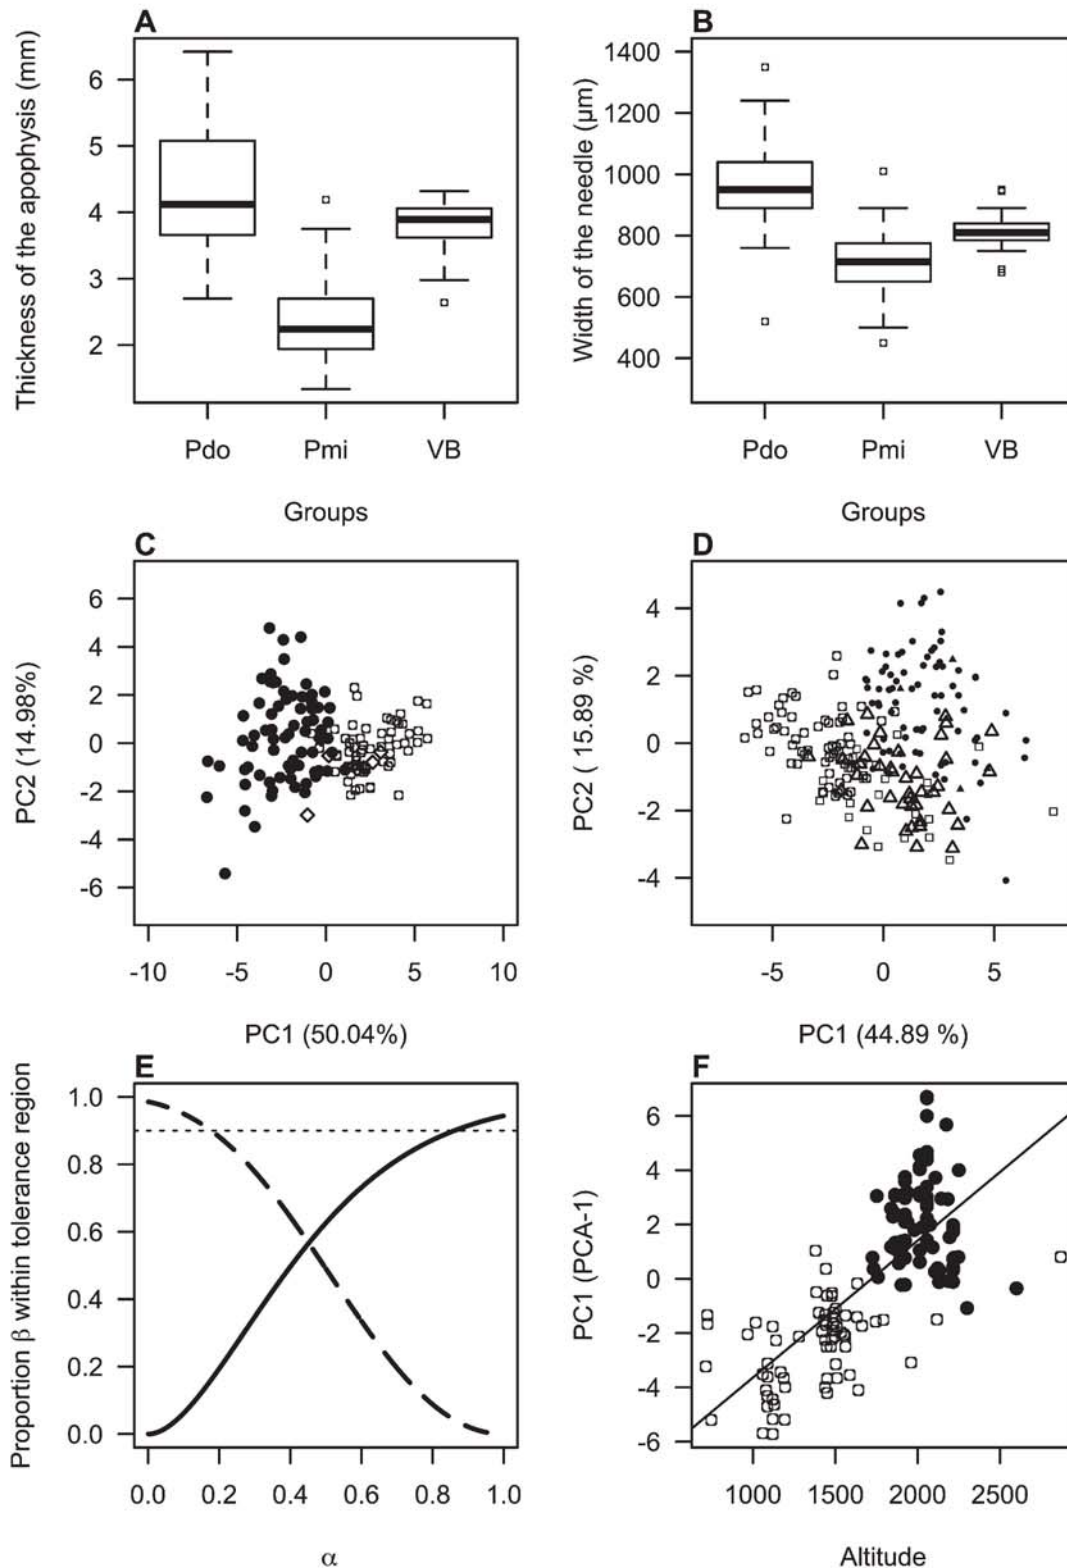 A
Thickness of the apophysis (mm)
6
5
4
3
2
Pdo Pmi VB
Groups
B
Width of the needle (µm)
1400
1200
1000
800
600
400
Pdo Pmi VB
Groups
C
PC2 (14.98%)
6
4
2
0
-2
-4
-6
-10 -5 0 5 10
PC1 (50.04%)
D
PC2 ( 15.89 %)
4
2
0
-2
-4
-5 0 5
PC1 (44.89 %)
E
Proportion β within tolerance region
1.0
0.8
0.6
0.4
0.2
0.0
0.0 0.2 0.4 0.6 0.8 1.0
α
F
PC1 (PCA-1)
6
4
2
0
-2
-4
-6
1000 1500 2000 2500
Altitude